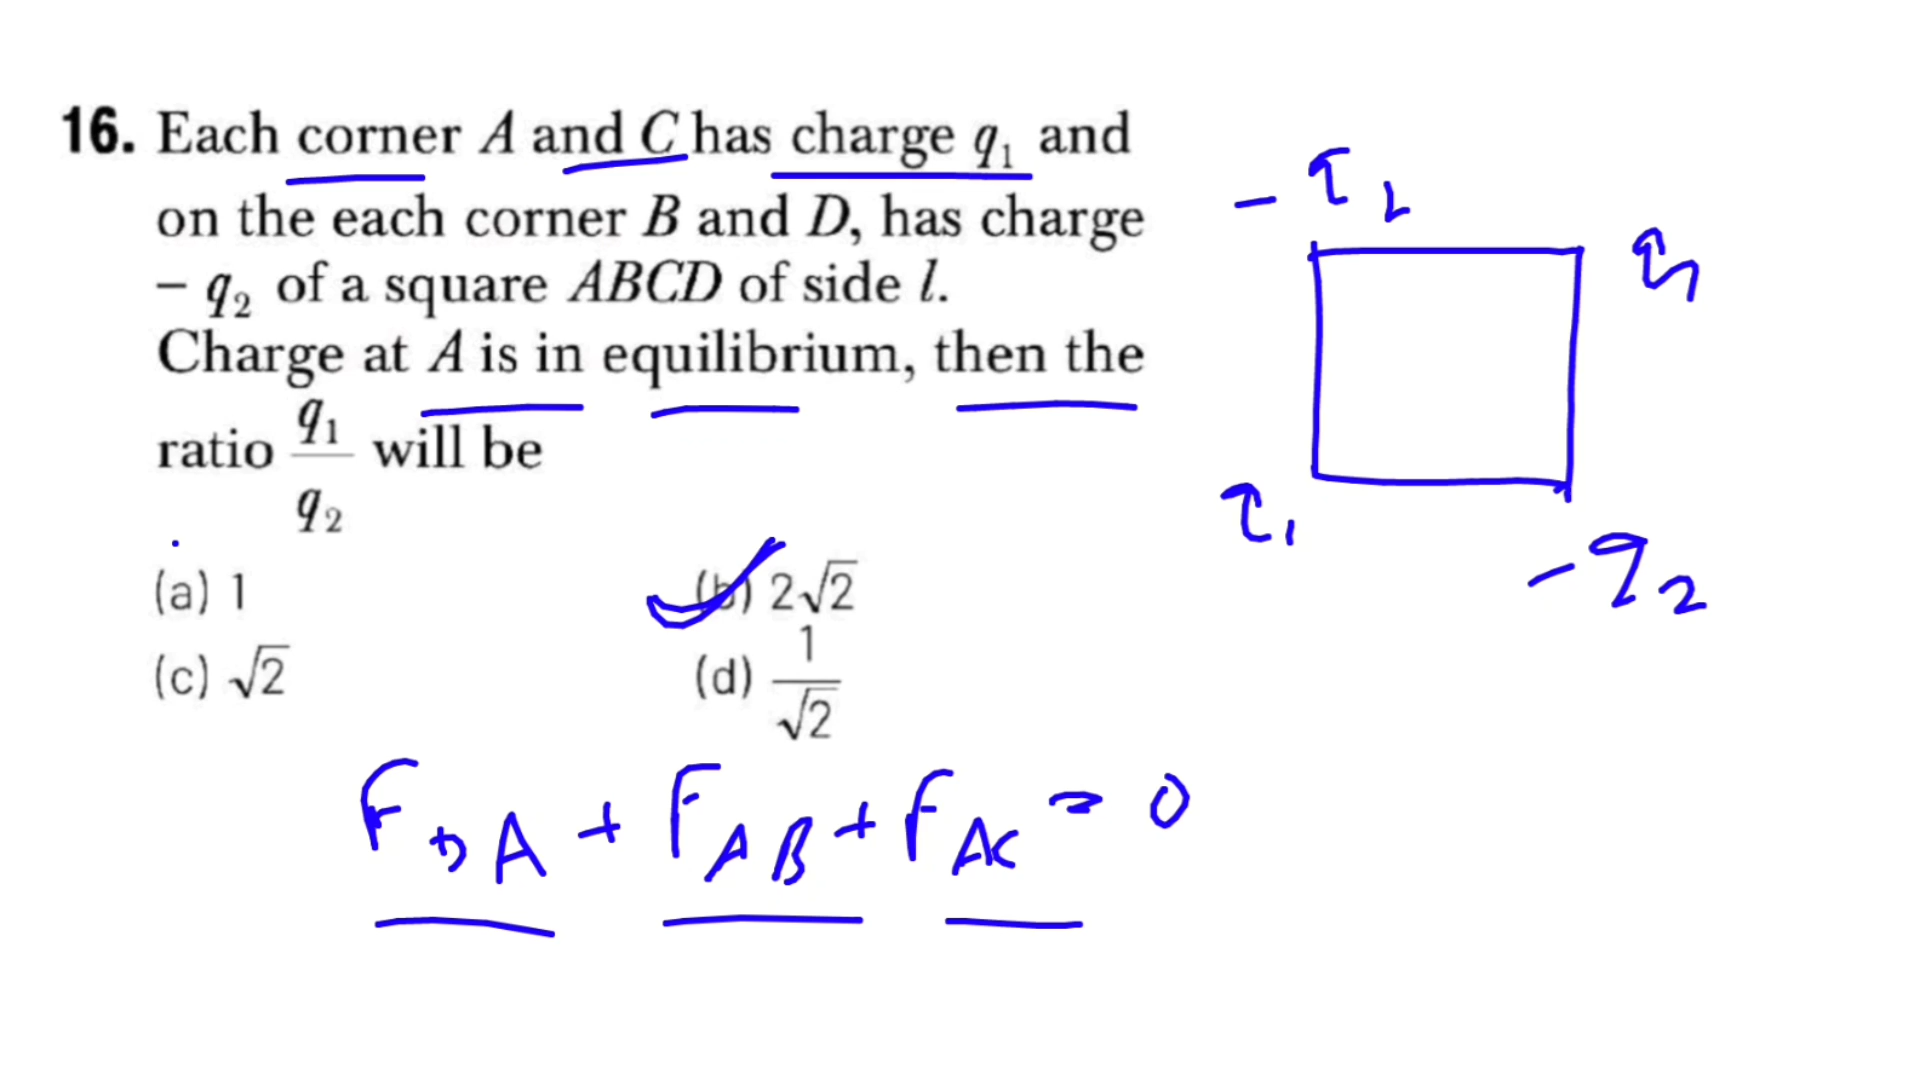 16. Each corner A and C has charge q₁ and
on the each corner B and D, has charge
– q₂ of a square ABCD of side l.
Charge at A is in equilibrium, then the
ratio q₁/q₂ will be
(a) 1
(b) 2√2
(c) √2
(d) 1/√2
-q₂
q₁
q₁
-q₂
F_DA + F_AB + F_AC = 0